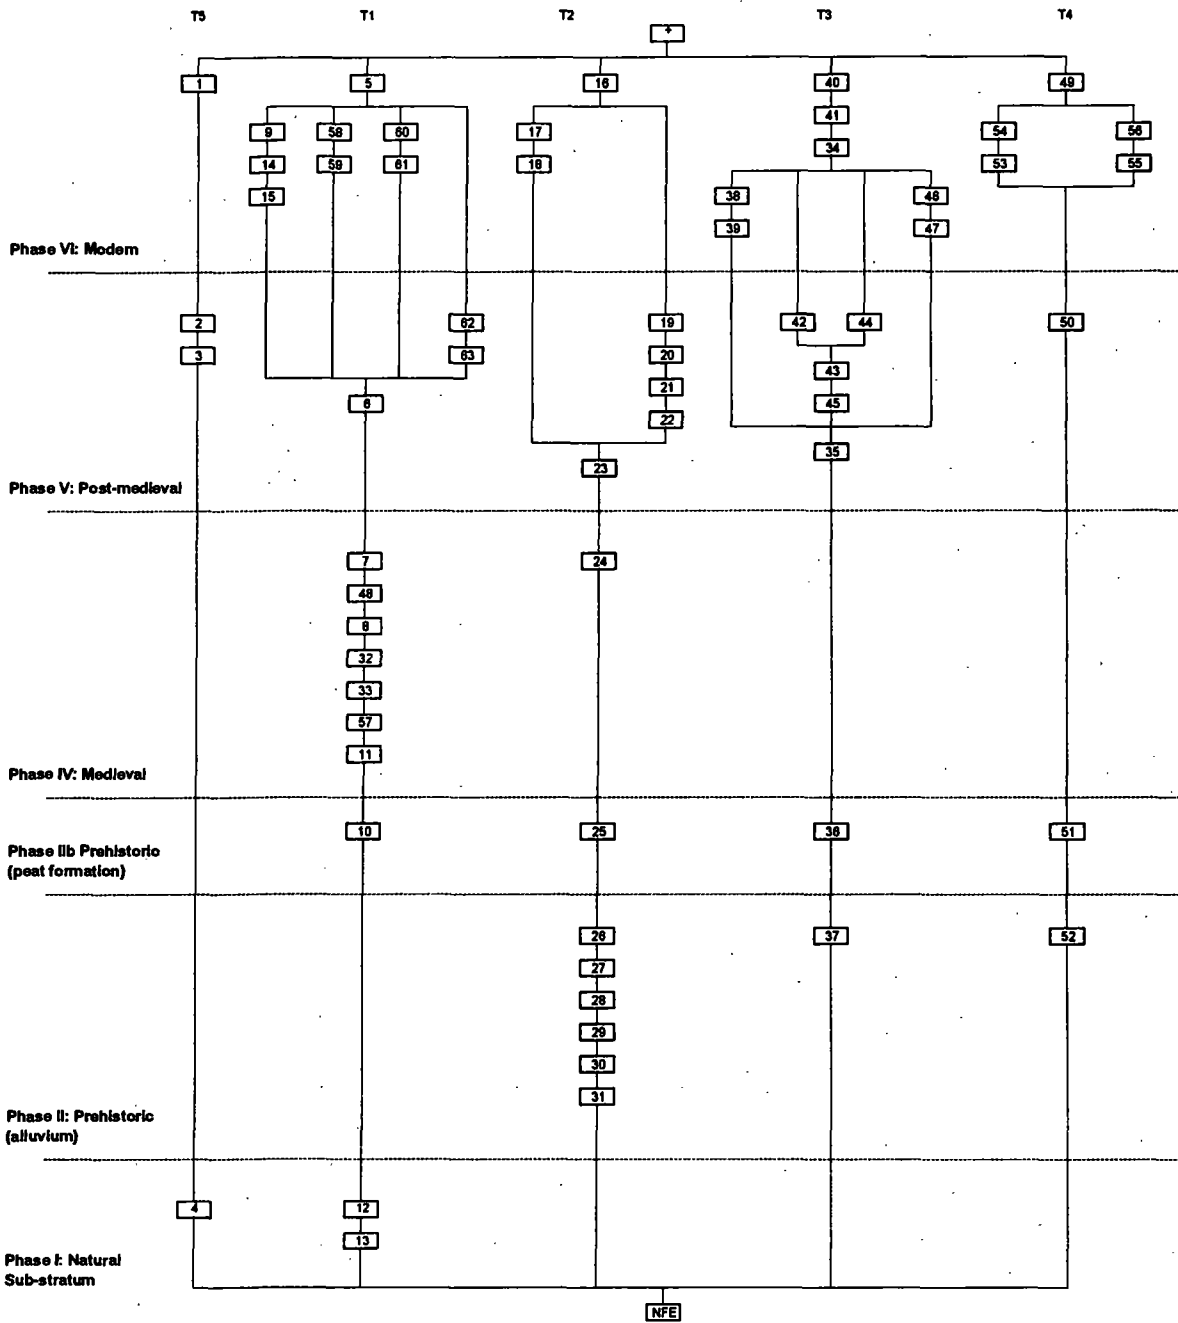 T5 T1 T2 T3 T4
+
1 5 16 40 49
41
9 58 60 17 54 56
14 59 61 18 34 53 55
15 38 46
39 47
Phase VI: Modern
2 62 19 42 44 50
3 63 20
43
21
6 45
22
35
23
Phase V: Post-medieval
7 24
48
8
32
33
57
11
Phase IV: Medieval
10 25 36 51
Phase IIb Prehistoric
(peat formation)
26 37 52
27
28
29
30
31
Phase II: Prehistoric
(alluvium)
4 12
13
Phase I: Natural
Sub-stratum
NFE